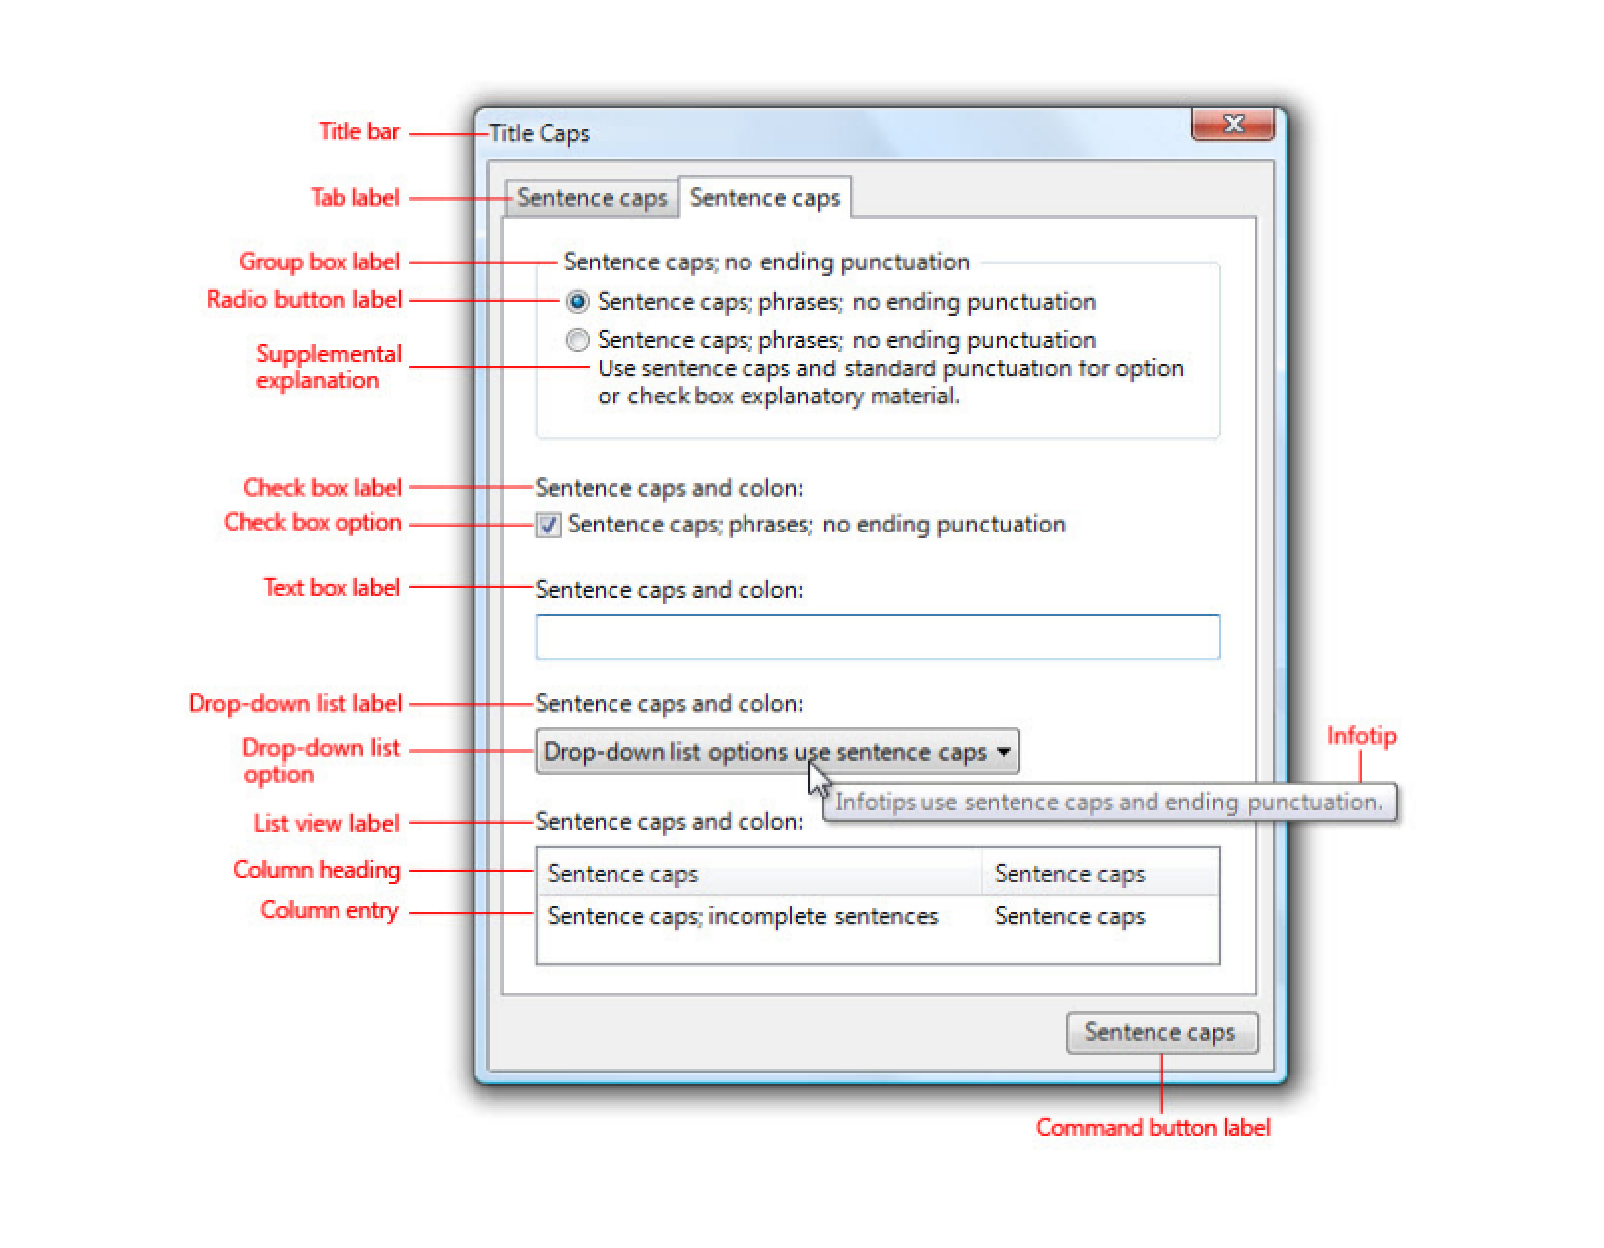 Title bar
Title Caps
Tab label
Sentence caps
Sentence caps
Group box label
Sentence caps; no ending punctuation
Radio button label
Sentence caps; phrases; no ending punctuation
Sentence caps; phrases; no ending punctuation
Supplemental
explanation
Use sentence caps and standard punctuation for option
or check box explanatory material.
Check box label
Sentence caps and colon:
Check box option
Sentence caps; phrases; no ending punctuation
Text box label
Sentence caps and colon:
Drop-down list label
Sentence caps and colon:
Drop-down list
option
Drop-down list options use sentence caps
Infotip
Infotips use sentence caps and ending punctuation.
List view label
Sentence caps and colon:
Column heading
Sentence caps
Sentence caps
Column entry
Sentence caps; incomplete sentences
Sentence caps
Sentence caps
Command button label